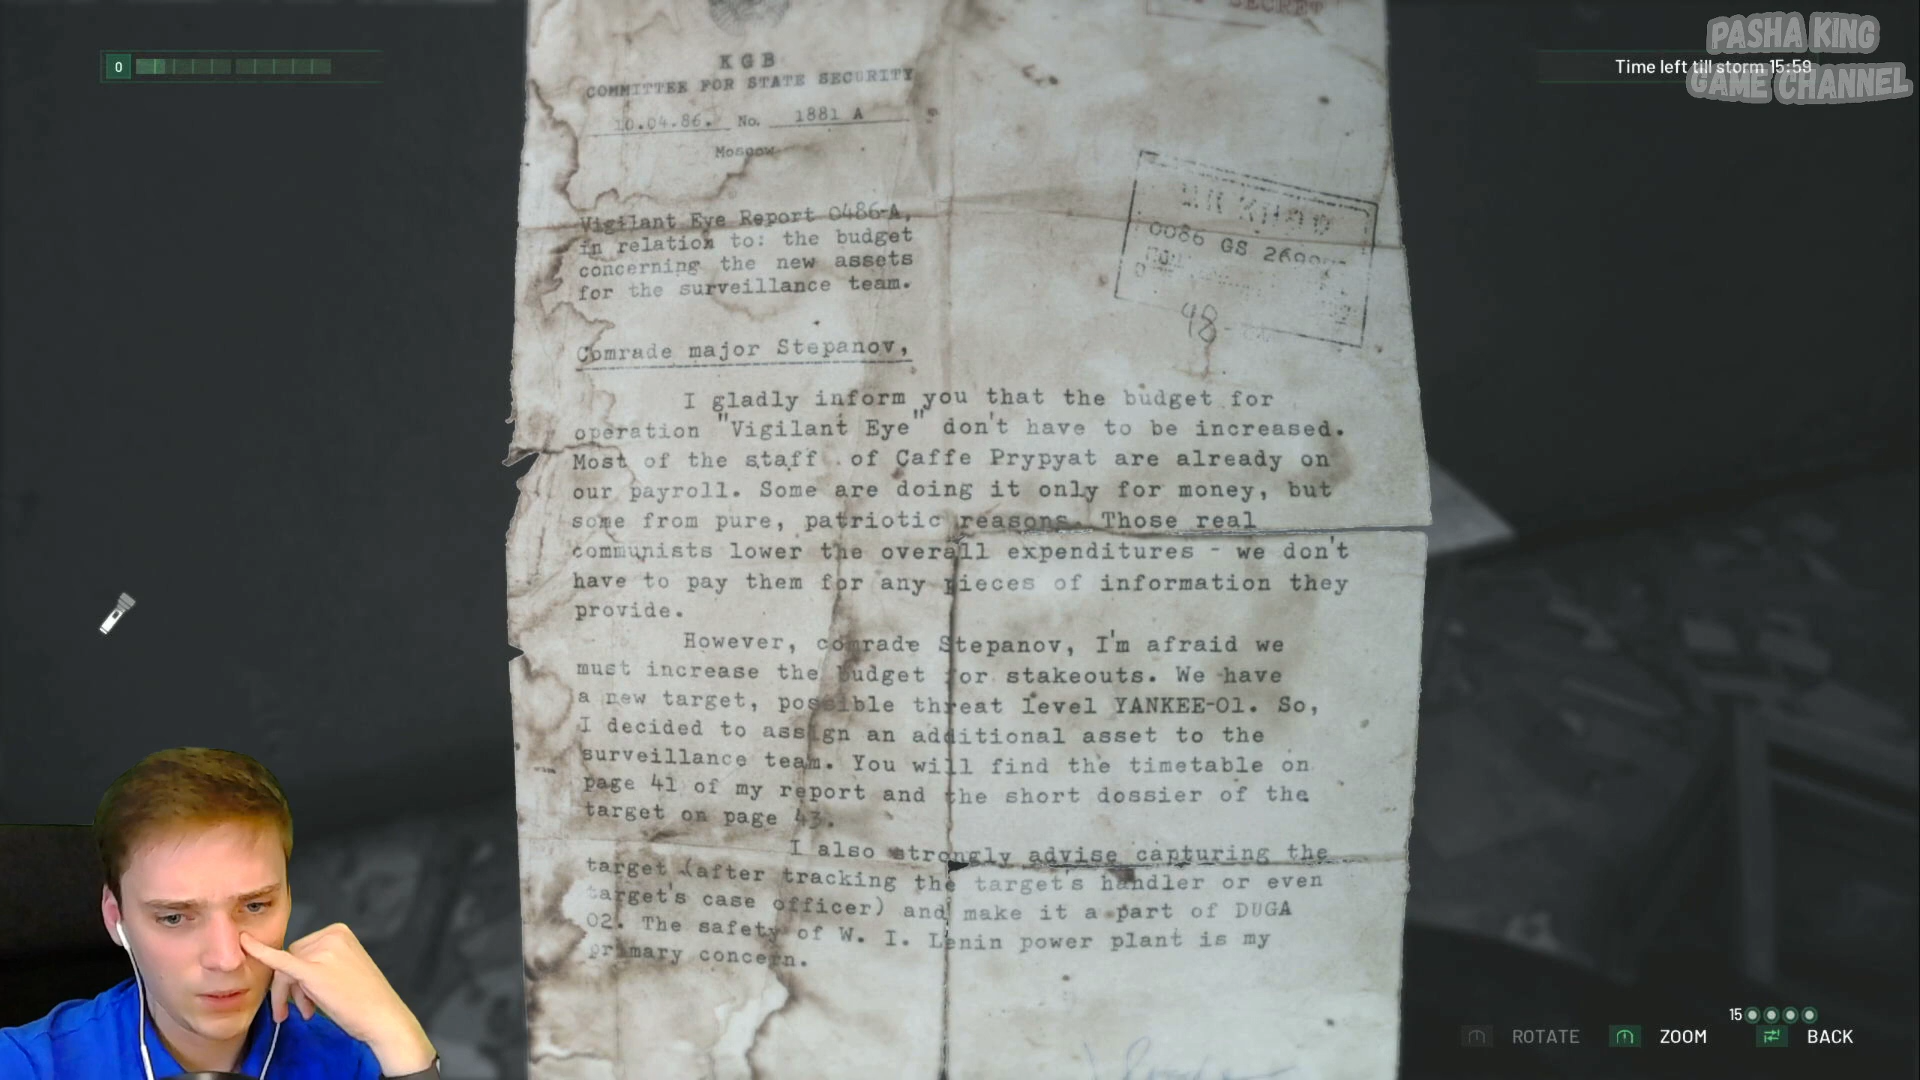 SECRET
PASHA KING
GAME CHANNEL
0
Time left till storm 15:59
KGB
COMMITTEE FOR STATE SECURITY
10.04.86. No. 1881 A
Moscow
0086 GS
48
Vigilant Eye Report 0486-A,
in relation to: the budget
concerning the new assets
for the surveillance team.
Comrade major Stepanov,
I gladly inform you that the budget for
operation "Vigilant Eye" don't have to be increased.
Most of the staff of Caffe Prypyat are already on
our payroll. Some are doing it only for money, but
some from pure, patriotic reasons. Those real
communists lower the overall expenditures - we don't
have to pay them for any pieces of information they
provide.
However, comrade Stepanov, I'm afraid we
must increase the budget for stakeouts. We have
a new target, possible threat level YANKEE-01. So,
I decided to assign an additional asset to the
surveillance team. You will find the timetable on
page 41 of my report and the short dossier of the
target on page 43.
I also strongly advise capturing the
target (after tracking the target's handler or even
target's case officer) and make it a part of DUGA
02. The safety of W. I. Lenin power plant is my
primary concern.
15
ROTATE ZOOM BACK